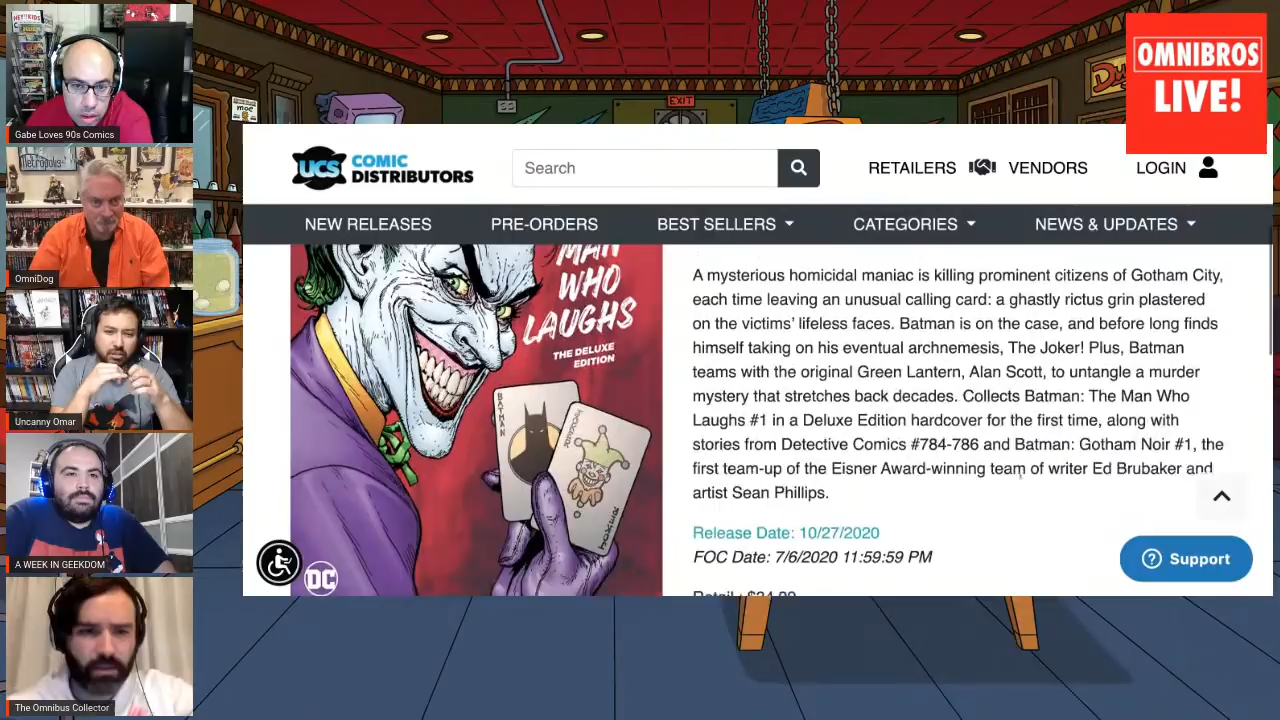 Gabe Loves 90s Comics
Metropolis
OmniDog
Uncanny Omar
A WEEK IN GEEKDOM
The Omnibus Collector
moe
EXIT
OMNIBROS
LIVE!
UCS COMIC
DISTRIBUTORS
Search
RETAILERS
VENDORS
LOGIN
NEW RELEASES
PRE-ORDERS
BEST SELLERS
CATEGORIES
NEWS & UPDATES
MAN
WHO
LAUGHS
THE DELUXE
EDITION
BATMAN
JOKER
JOKER
DC
A mysterious homicidal maniac is killing prominent citizens of Gotham City,
each time leaving an unusual calling card: a ghastly rictus grin plastered
on the victims' lifeless faces. Batman is on the case, and before long finds
himself taking on his eventual archnemesis, The Joker! Plus, Batman
teams with the original Green Lantern, Alan Scott, to untangle a murder
mystery that stretches back decades. Collects Batman: The Man Who
Laughs #1 in a Deluxe Edition hardcover for the first time, along with
stories from Detective Comics #784-786 and Batman: Gotham Noir #1, the
first team-up of the Eisner Award-winning team of writer Ed Brubaker and
artist Sean Phillips.
Release Date: 10/27/2020
FOC Date: 7/6/2020 11:59:59 PM
Support